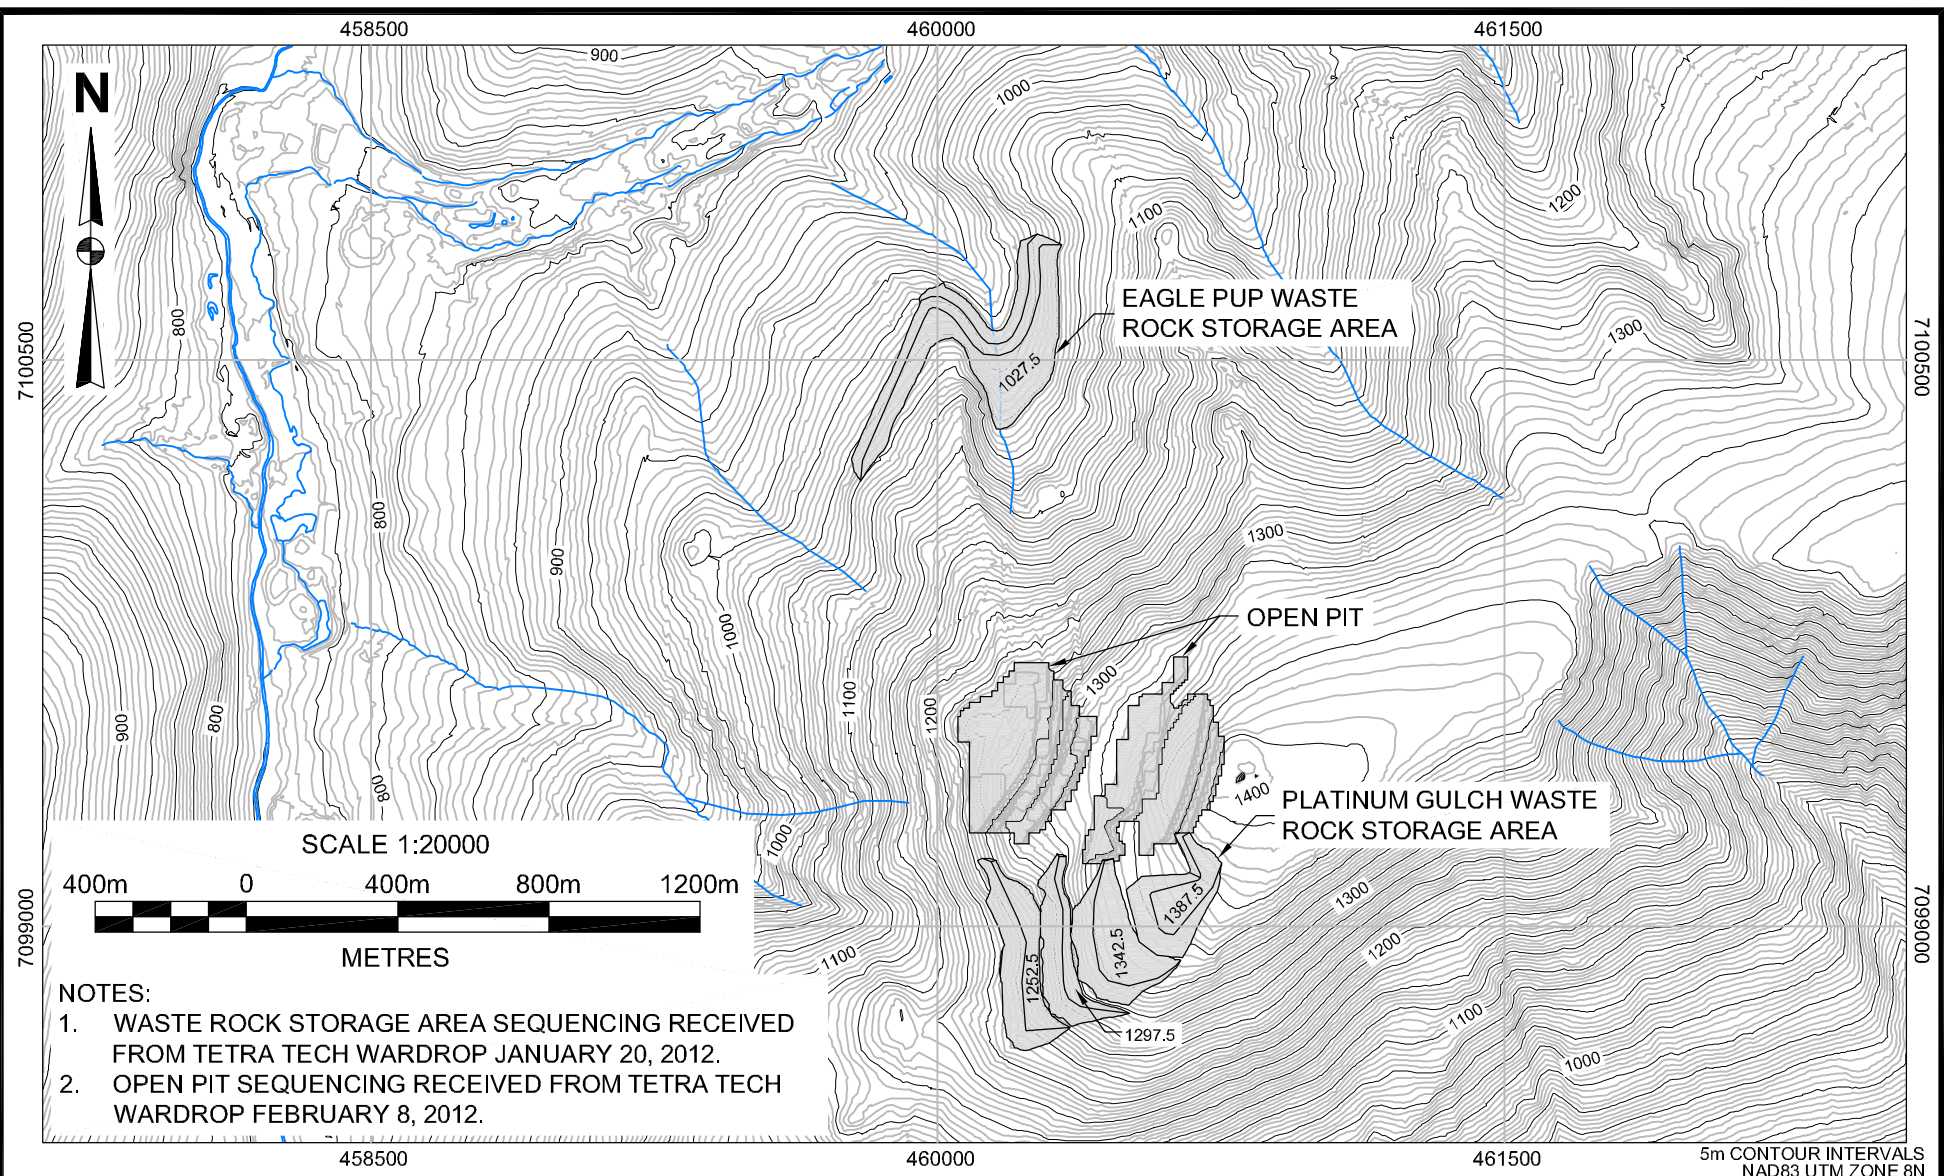 458500
460000
461500
900
1000
N
1200
1100
EAGLE PUP WASTE
ROCK STORAGE AREA
800
1300
7100500
7100500
1027.5
800
1300
900
OPEN PIT
1000
1300
1100
1200
900
800
800
1400
PLATINUM GULCH WASTE
ROCK STORAGE AREA
1000
SCALE 1:20000
400m 0 400m 800m 1200m
METRES
1387.5
1300
7099000
7099000
1342.5
1200
1100
1252.5
1100
1297.5
1000
NOTES:
1. WASTE ROCK STORAGE AREA SEQUENCING RECEIVED
FROM TETRA TECH WARDROP JANUARY 20, 2012.
2. OPEN PIT SEQUENCING RECEIVED FROM TETRA TECH
WARDROP FEBRUARY 8, 2012.
458500
460000
461500
5m CONTOUR INTERVALS
NAD83 UTM ZONE 8N